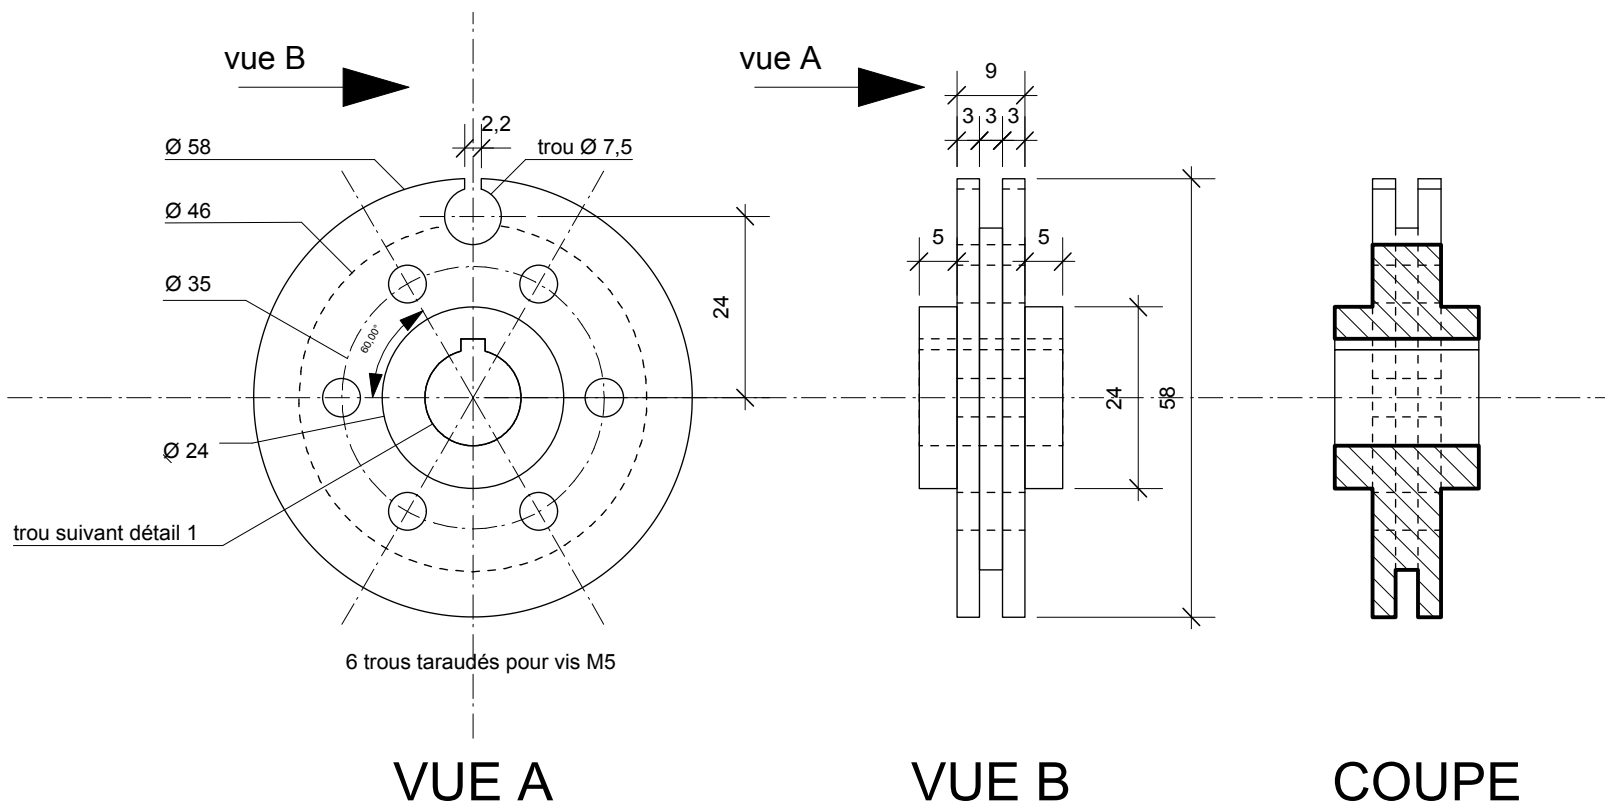 vue B
vue A
9
2,2
3
3
3
Ø 58
trou Ø 7,5
Ø 46
5
5
Ø 35
24
60,00°
24
58
Ø 24
trou suivant détail 1
6 trous taraudés pour vis M5
VUE A
VUE B
COUPE